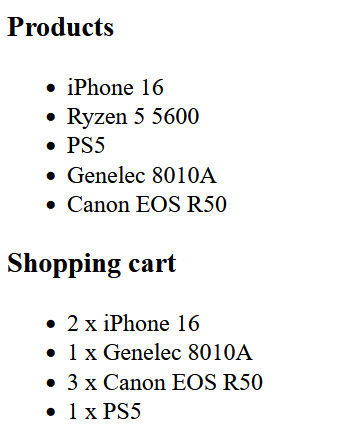 Products
iPhone 16
Ryzen 5 5600
PS5
Genelec 8010A
Canon EOS R50
Shopping cart
2 x iPhone 16
1 x Genelec 8010A
3 x Canon EOS R50
1 x PS5